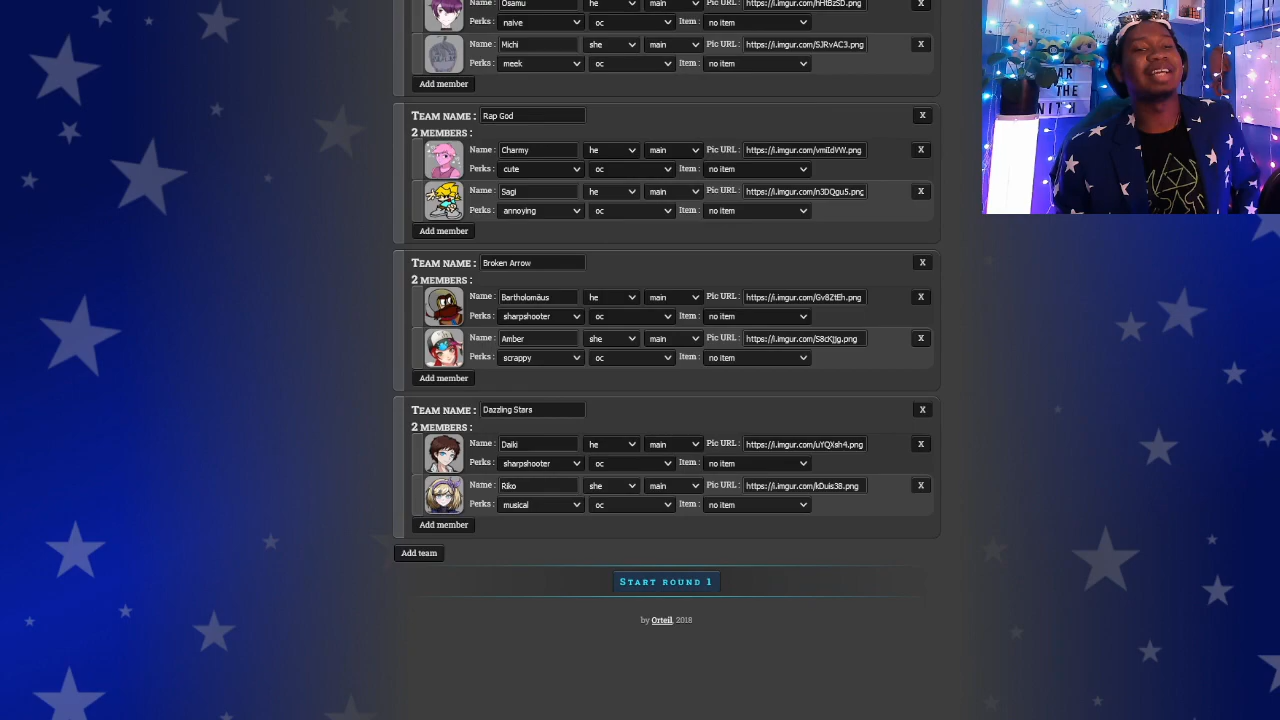 Name : Osamu he main Pic URL : https://i.imgur.com/hHtBzSD.png X
Perks : naive oc Item : no item
Name : Michi she main Pic URL : https://i.imgur.com/SJRvAC3.png X
Perks : meek oc Item : no item
Add member
Team name : Rap God X
2 members :
Name : Charmy he main Pic URL : https://i.imgur.com/vmiIdVW.png X
Perks : cute oc Item : no item
Name : Sagi he main Pic URL : https://i.imgur.com/n3DQgu5.png X
Perks : annoying oc Item : no item
Add member
Team name : Broken Arrow X
2 members :
Name : Bartholomäus he main Pic URL : https://i.imgur.com/Gv8ZtEh.png X
Perks : sharpshooter oc Item : no item
Name : Amber she main Pic URL : https://i.imgur.com/S8cKJJg.png X
Perks : scrappy oc Item : no item
Add member
Team name : Dazzling Stars X
2 members :
Name : Daiki he main Pic URL : https://i.imgur.com/uYQXsh4.png X
Perks : sharpshooter oc Item : no item
Name : Riko she main Pic URL : https://i.imgur.com/kDuis38.png X
Perks : musical oc Item : no item
Add member
Add team
Start round 1
by Orteil, 2018